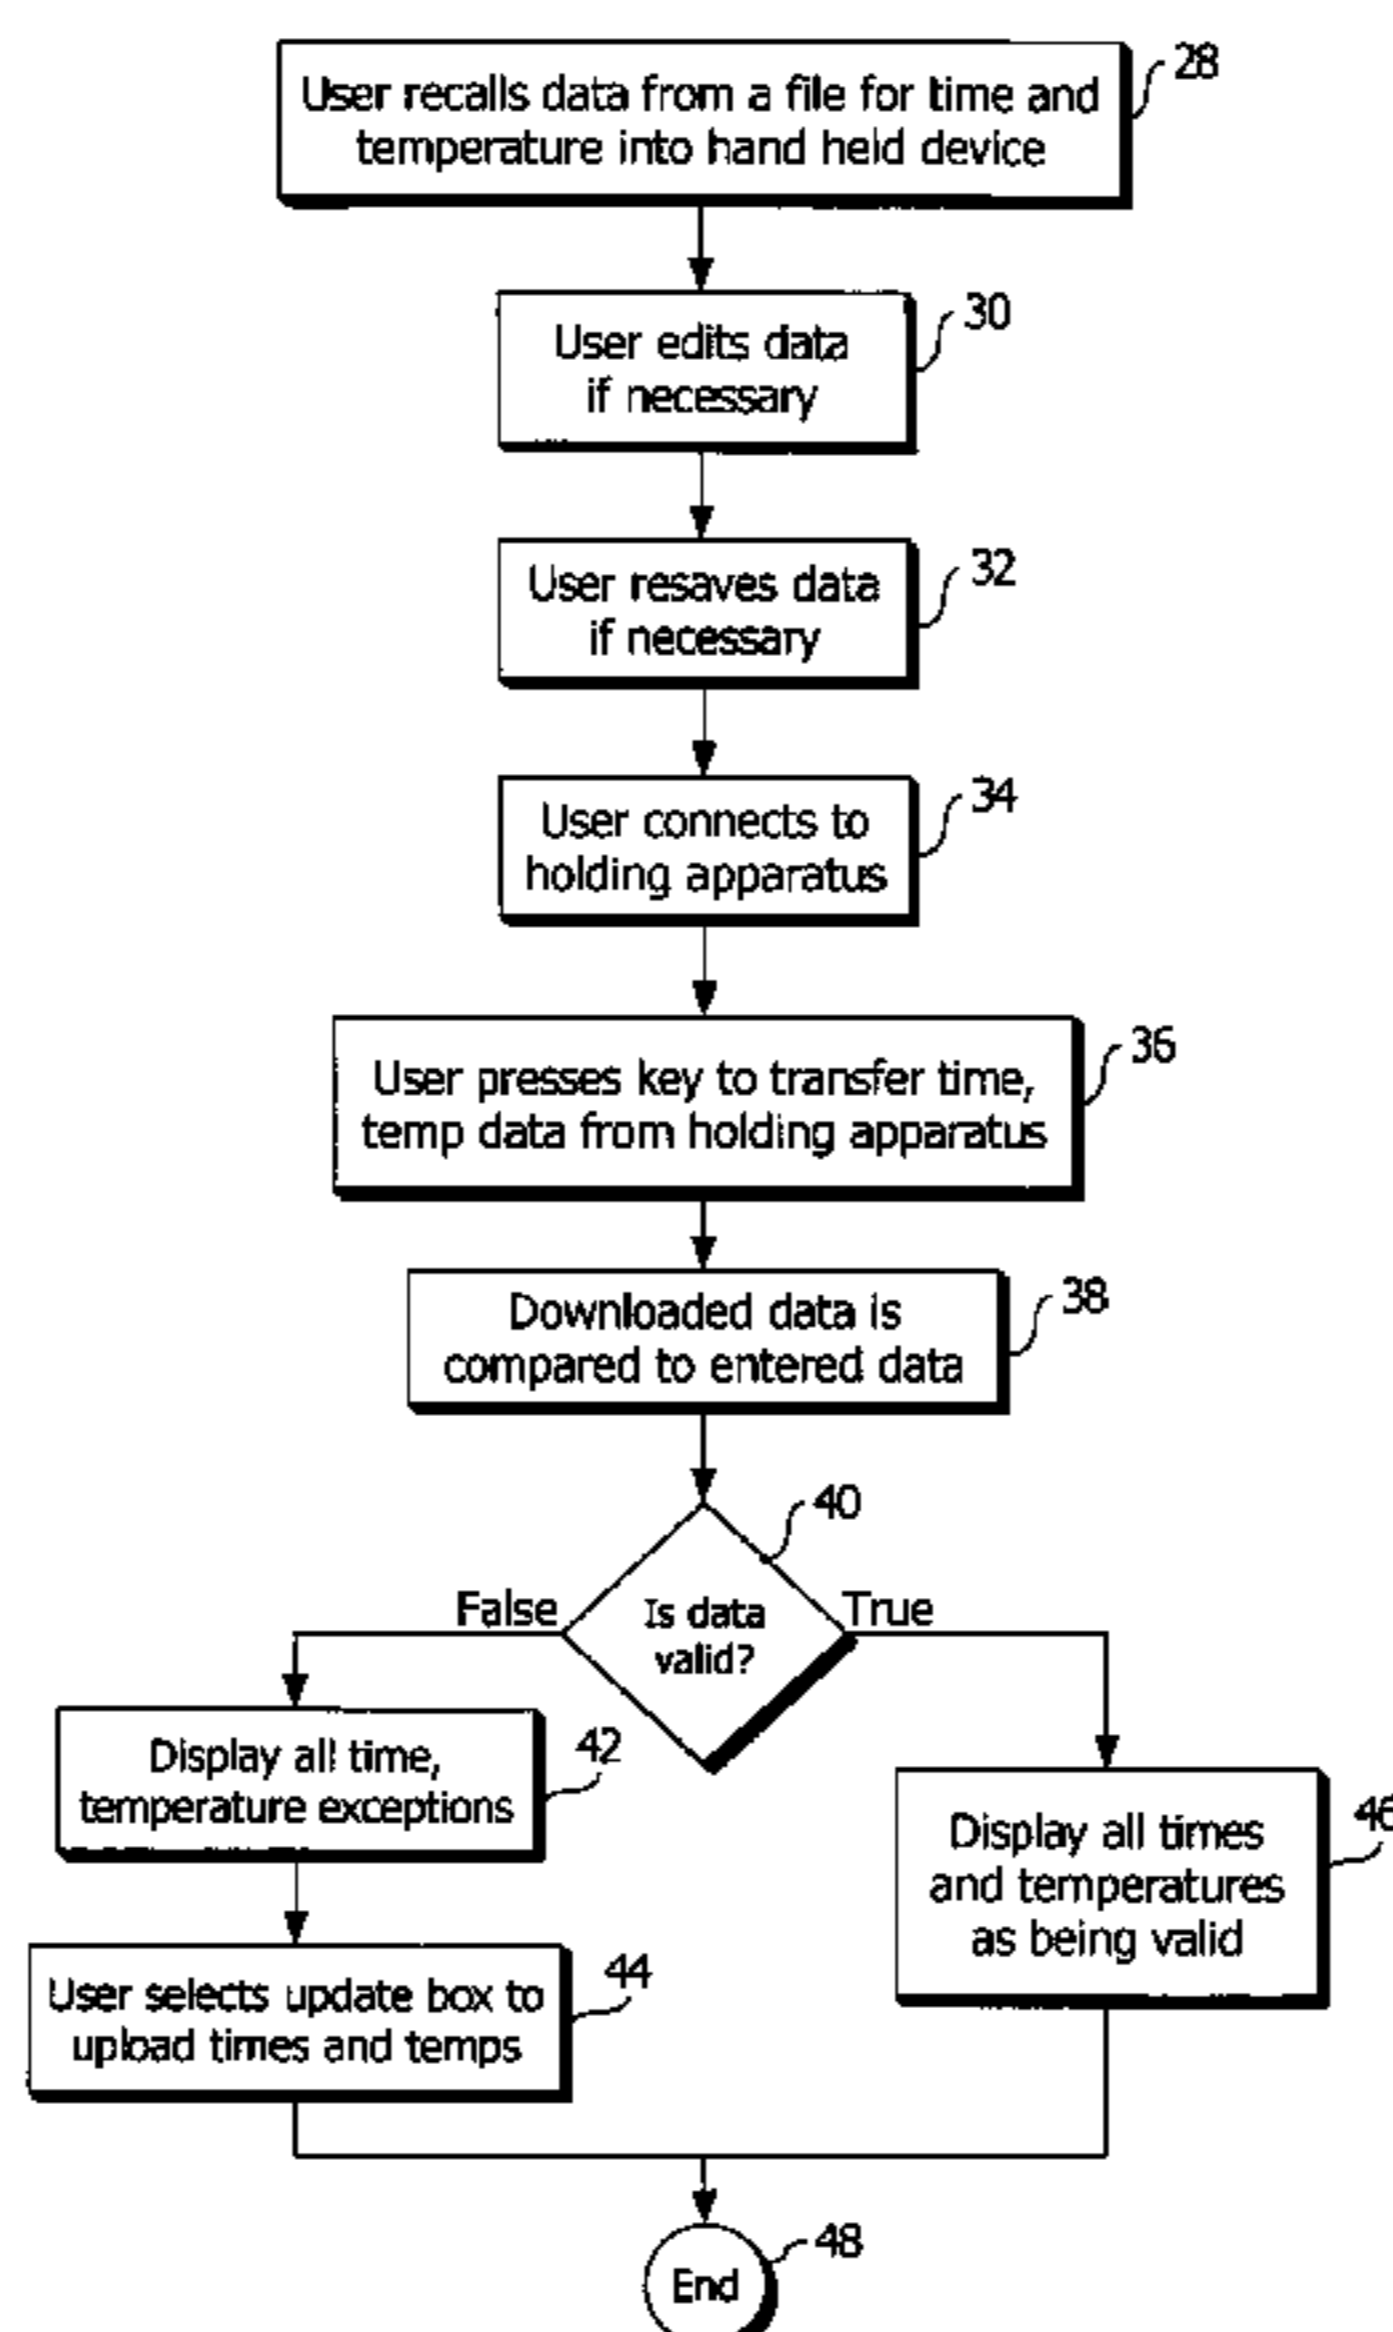 User recalls data from a file for time and
temperature into hand held device
28
User edits data
if necessary
30
User resaves data
if necessary
32
User connects to
holding apparatus
34
User presses key to transfer time,
temp data from holding apparatus
36
Downloaded data is
compared to entered data
38
40
Is data
valid?
False
True
Display all time,
temperature exceptions
42
User selects update box to
upload times and temps
44
Display all times
and temperatures
as being valid
46
End
48